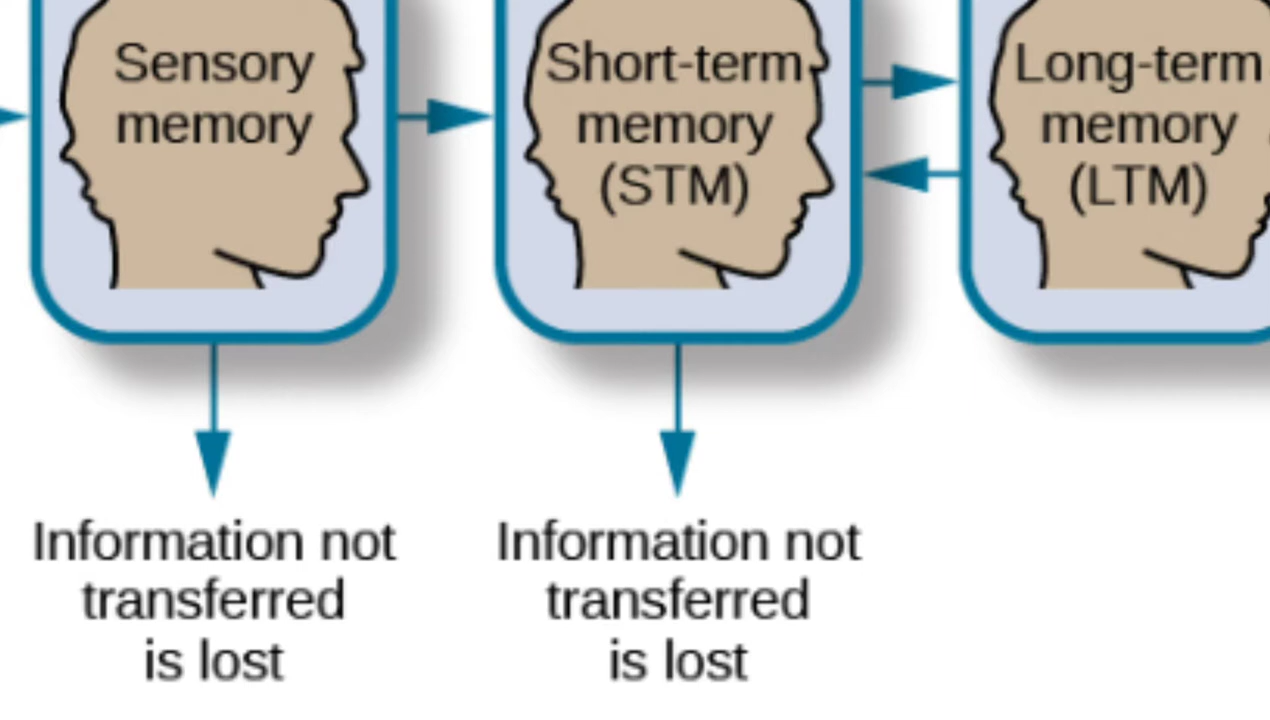 Sensory
memory
Short-term
memory
(STM)
Long-term
memory
(LTM)
Information not
transferred
is lost
Information not
transferred
is lost